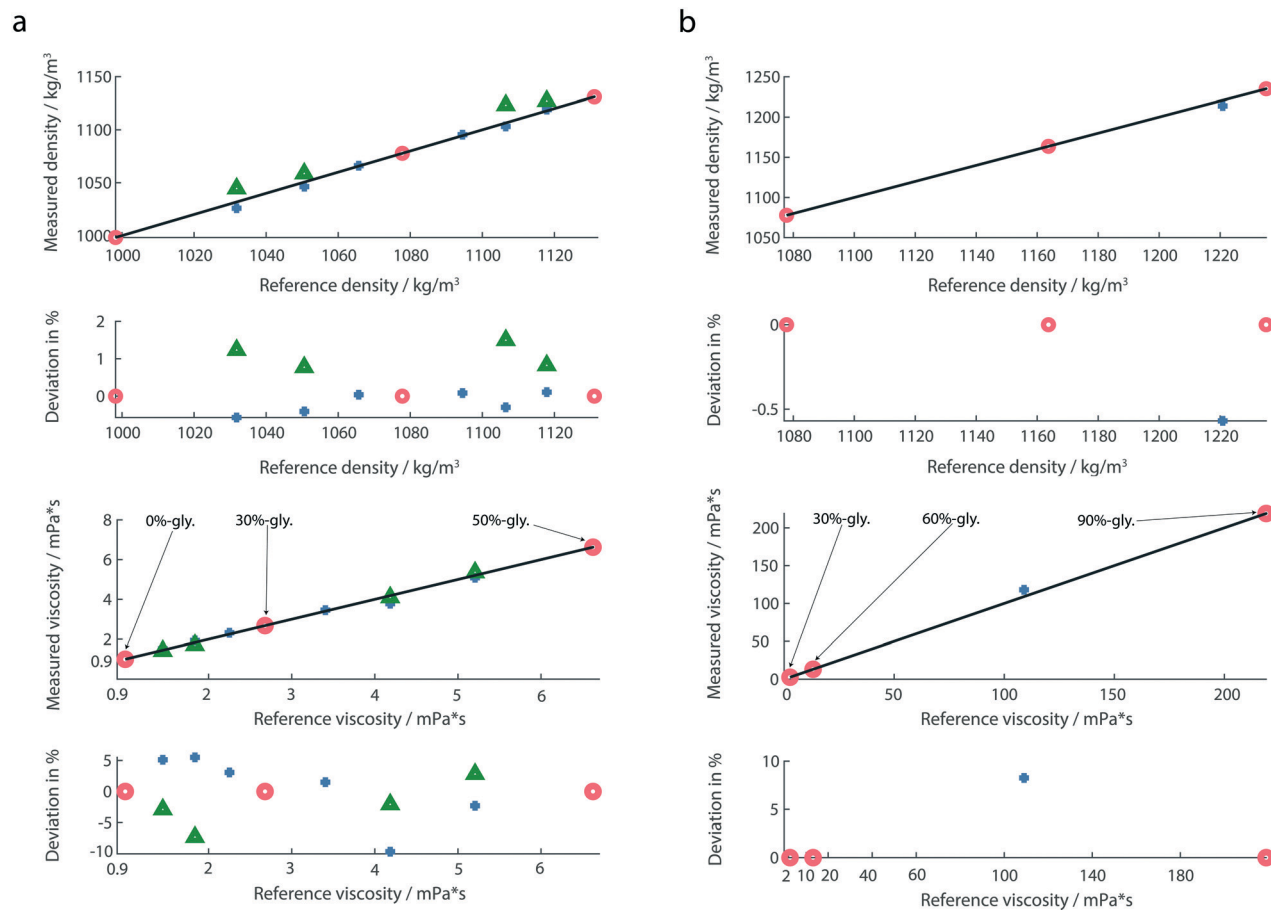 a
Measured density / kg/m³
1150
1100
1050
1000
1000 1020 1040 1060 1080 1100 1120
Reference density / kg/m³
Deviation in %
2
1
0
1000 1020 1040 1060 1080 1100 1120
Reference density / kg/m³
Measured viscosity / mPa*s
8
6
4
2
0.9
0%-gly.
30%-gly.
50%-gly.
0.9 2 3 4 5 6
Reference viscosity / mPa*s
Deviation in %
5
0
-5
-10
0.9 2 3 4 5 6
Reference viscosity / mPa*s
b
Measured density / kg/m³
1250
1200
1150
1100
1050
1080 1100 1120 1140 1160 1180 1200 1220
Reference density / kg/m³
Deviation in %
0
-0.5
1080 1100 1120 1140 1160 1180 1200 1220
Reference density / kg/m³
Measured viscosity / mPa*s
200
150
100
50
0
30%-gly.
60%-gly.
90%-gly.
0 50 100 150 200
Reference viscosity / mPa*s
Deviation in %
10
5
0
2 10 20 40 60 100 140 180
Reference viscosity / mPa*s